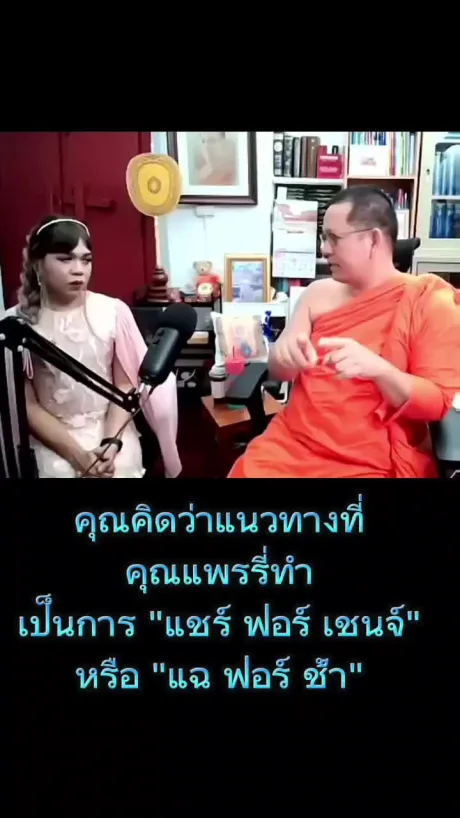 คุณคิดว่าแนวทางที่
คุณแพรรี่ทำ
เป็นการ "แชร์ ฟอร์ เชนจ์"
หรือ "แฉ ฟอร์ ช้ำ"